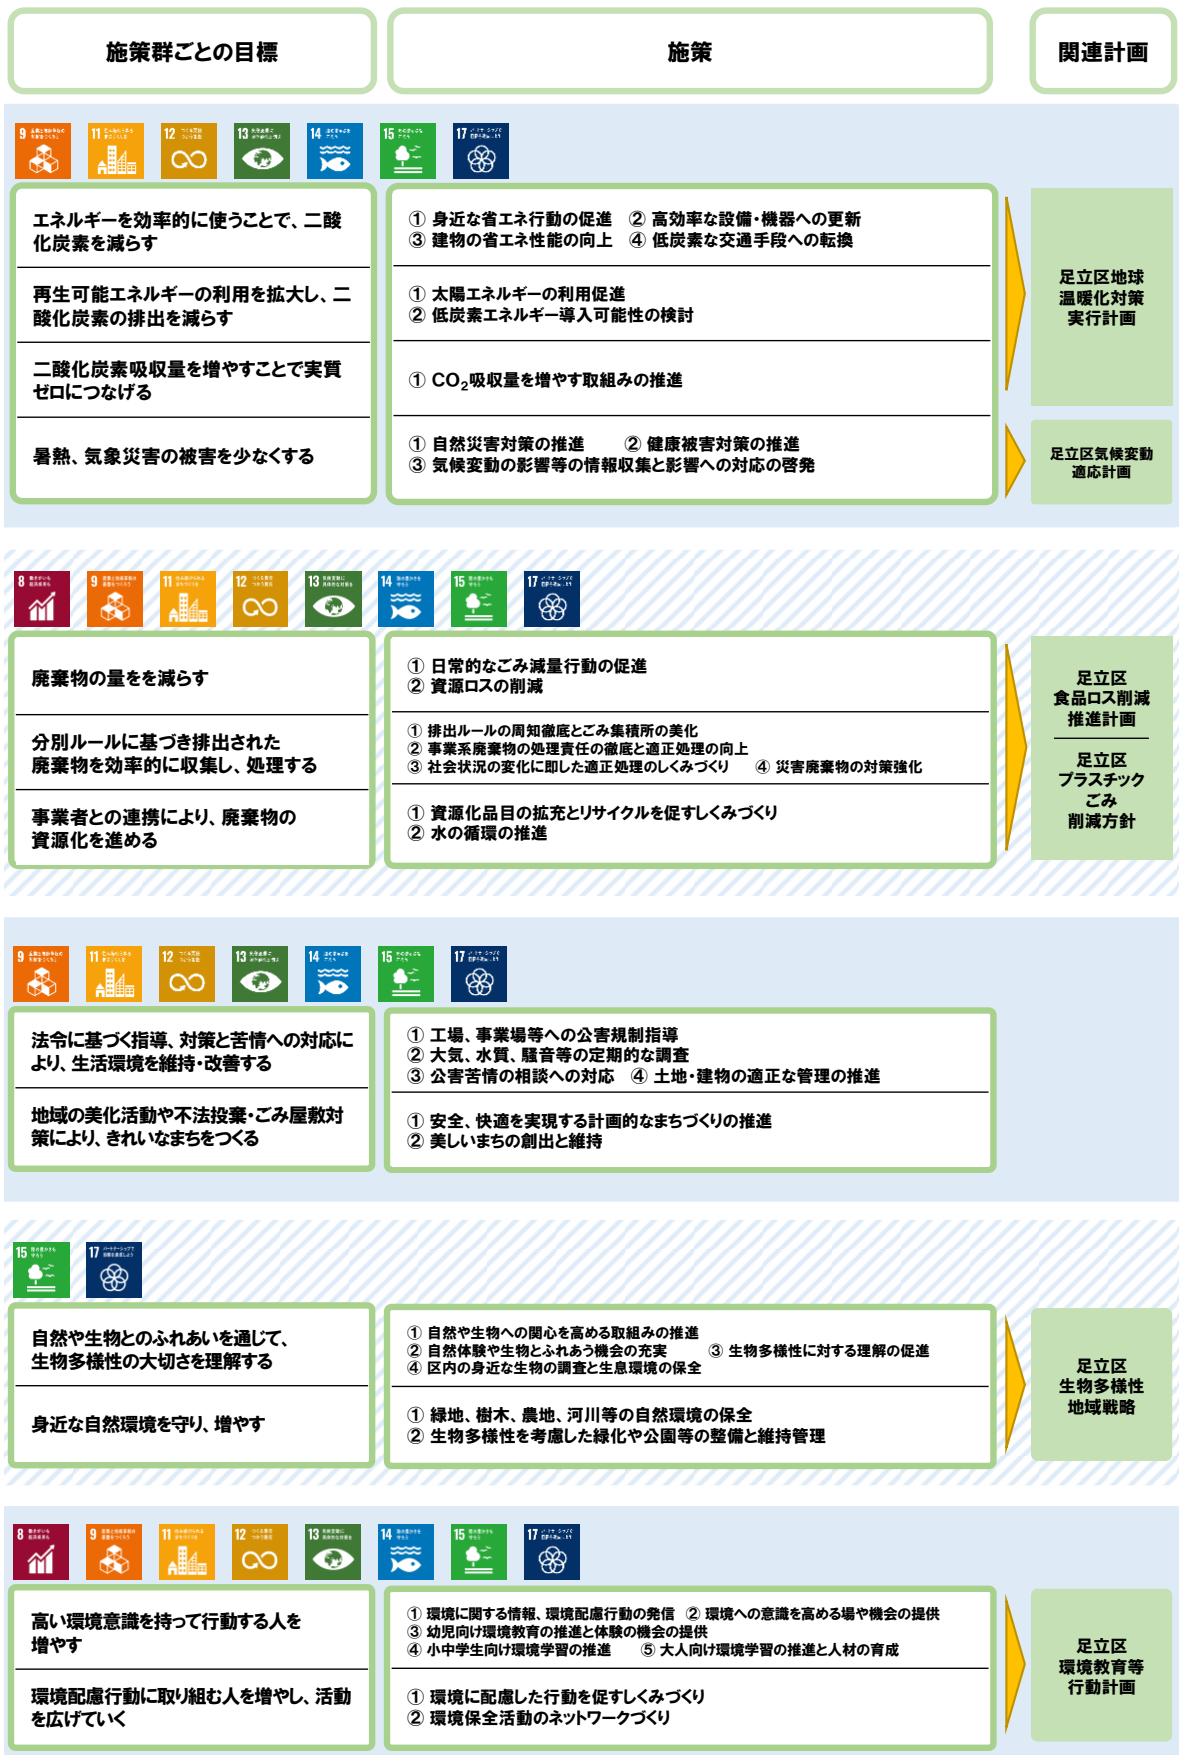 施策群ごとの目標
施策
関連計画
9
11
12
13
14
15
17
エネルギーを効率的に使うことで、二酸
化炭素を減らす
① 身近な省エネ行動の促進 ② 高効率な設備・機器への更新
③ 建物の省エネ性能の向上 ④ 低炭素な交通手段への転換
再生可能エネルギーの利用を拡大し、二
酸化炭素の排出を減らす
① 太陽エネルギーの利用促進
② 低炭素エネルギー導入可能性の検討
二酸化炭素吸収量を増やすことで実質
ゼロにつなげる
① CO₂吸収量を増やす取組みの推進
足立区地球
温暖化対策
実行計画
暑熱、気象災害の被害を少なくする
① 自然災害対策の推進 ② 健康被害対策の推進
③ 気候変動の影響等の情報収集と影響への対応の啓発
足立区気候変動
適応計画
8
9
11
12
13
14
15
17
廃棄物の量をを減らす
① 日常的なごみ減量行動の促進
② 資源ロスの削減
分別ルールに基づき排出された
廃棄物を効率的に収集し、処理する
① 排出ルールの周知徹底とごみ集積所の美化
② 事業系廃棄物の処理責任の徹底と適正処理の向上
③ 社会状況の変化に即した適正処理のしくみづくり ④ 災害廃棄物の対策強化
事業者との連携により、廃棄物の
資源化を進める
① 資源化品目の拡充とリサイクルを促すしくみづくり
② 水の循環の推進
足立区
食品ロス削減
推進計画
足立区
プラスチック
ごみ
削減方針
9
11
12
13
14
15
17
法令に基づく指導、対策と苦情への対応に
より、生活環境を維持・改善する
① 工場、事業場等への公害規制指導
② 大気、水質、騒音等の定期的な調査
③ 公害苦情の相談への対応 ④ 土地・建物の適正な管理の推進
地域の美化活動や不法投棄・ごみ屋敷対
策により、きれいなまちをつくる
① 安全、快適を実現する計画的なまちづくりの推進
② 美しいまちの創出と維持
15
17
自然や生物とのふれあいを通じて、
生物多様性の大切さを理解する
① 自然や生物への関心を高める取組みの推進
② 自然体験や生物とふれあう機会の充実 ③ 生物多様性に対する理解の促進
④ 区内の身近な生物の調査と生息環境の保全
身近な自然環境を守り、増やす
① 緑地、樹木、農地、河川等の自然環境の保全
② 生物多様性を考慮した緑化や公園等の整備と維持管理
足立区
生物多様性
地域戦略
8
9
11
12
13
14
15
17
高い環境意識を持って行動する人を
増やす
① 環境に関する情報、環境配慮行動の発信 ② 環境への意識を高める場や機会の提供
③ 幼児向け環境教育の推進と体験の機会の提供
④ 小中学生向け環境学習の推進 ⑤ 大人向け環境学習の推進と人材の育成
環境配慮行動に取り組む人を増やし、活動
を広げていく
① 環境に配慮した行動を促すしくみづくり
② 環境保全活動のネットワークづくり
足立区
環境教育等
行動計画